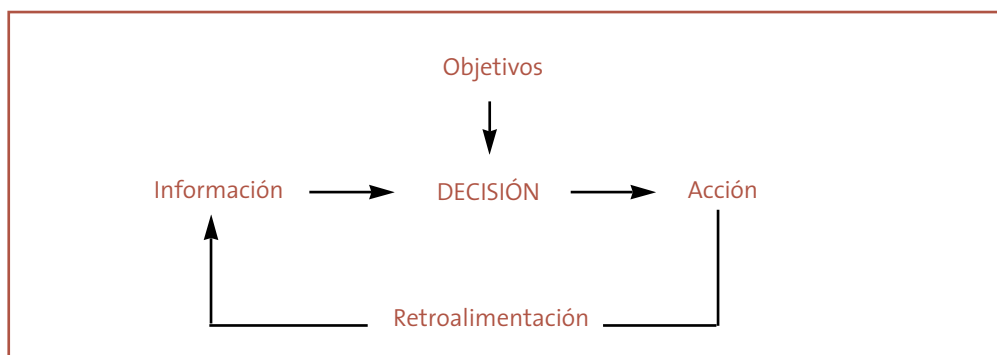 Objetivos
Información
DECISIÓN
Acción
Retroalimentación